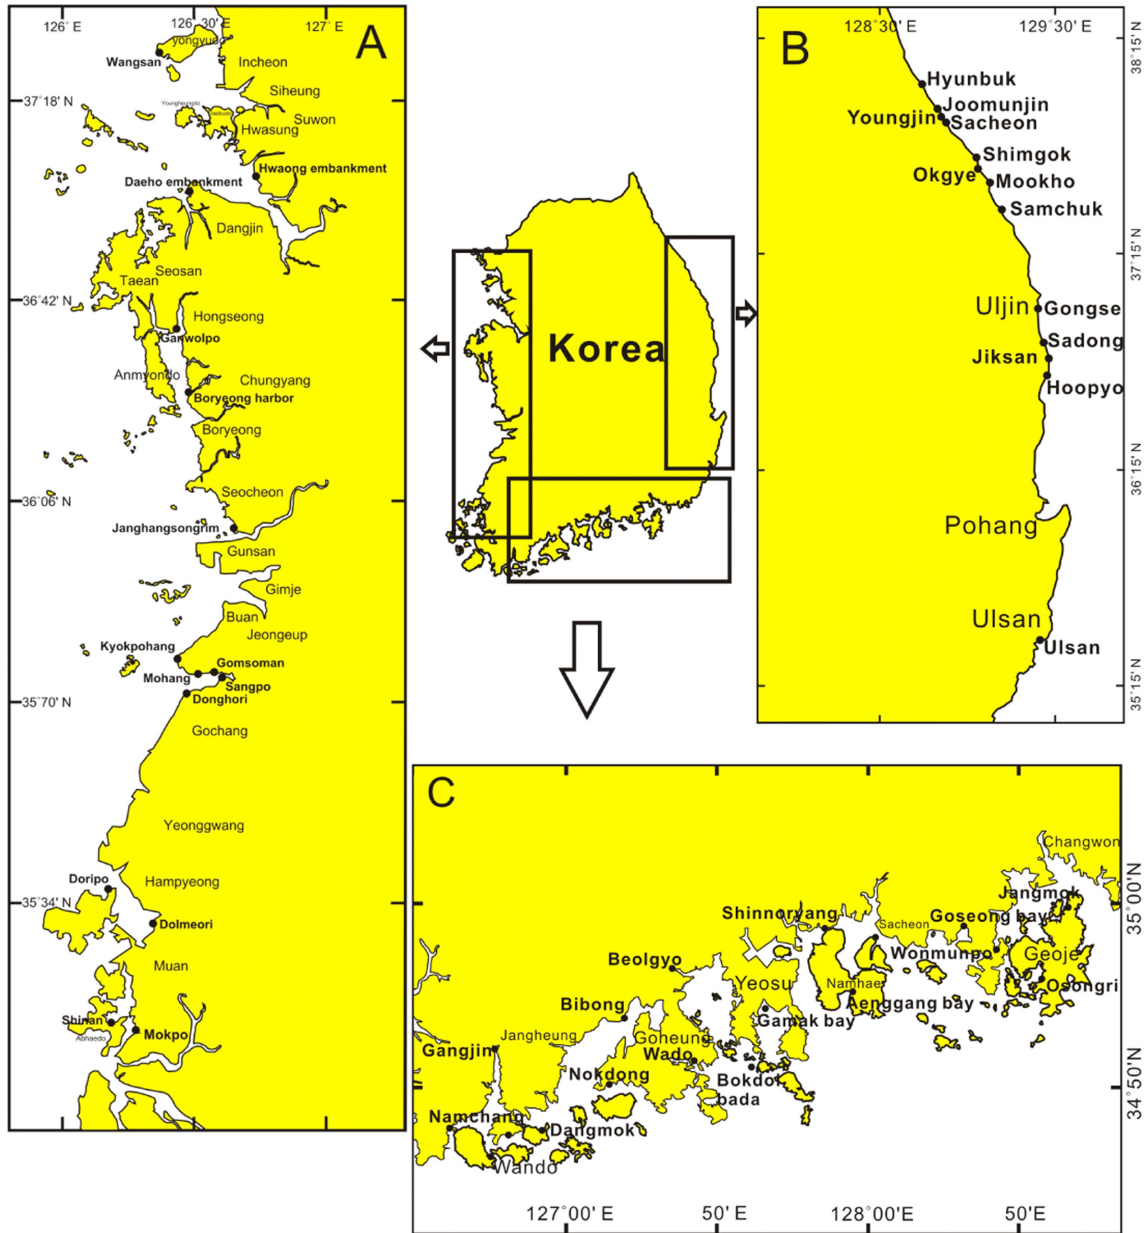 126° E
126°30' E
127° E
A
yongyudo
Wangsan
Incheon
Siheung
37°18' N
Youngheungdo
Suwon
Hwasung
Hwaong embankment
Daeho embankment
Dangjin
Seosan
Taean
36°42' N
Hongseong
Ganwolpo
Anmyondo
Chungyang
Boryeong harbor
Boryeong
Seocheon
36°06' N
Janghangsongrim
Gunsan
Gimje
Buan
Jeongeup
Kyokpohang
Gomsoman
Mohang
Sangpo
Donghori
35°70' N
Gochang
Yeonggwang
Doripo
Hampyeong
35°34' N
Dolmeori
Muan
Shinan
Abhaedo
Mokpo
Korea
128°30' E
129°30' E
B
38°15' N
Hyunbuk
Joomunjin
Youngjin
Sacheon
Shimgok
Okgye
Mookho
Samchuk
37°15' N
Uljin
Gongse
Sadong
Jiksan
Hoopyo
36°15' N
Pohang
Ulsan
Ulsan
35°15' N
C
Changwon
Jangmok
35°00'N
Shinnoryang
Goseong bay
Sacheon
Wonmunpo
Geoje
Beolgyo
Yeosu
Namhae
Osongri
Bibong
Aenggang bay
Gamak bay
Jangheung
Goheung
Gangjin
Wado
Nokdong
Bokdol
bada
34°50'N
Namchang
Dangmok
Wando
127°00' E
50' E
128°00' E
50' E